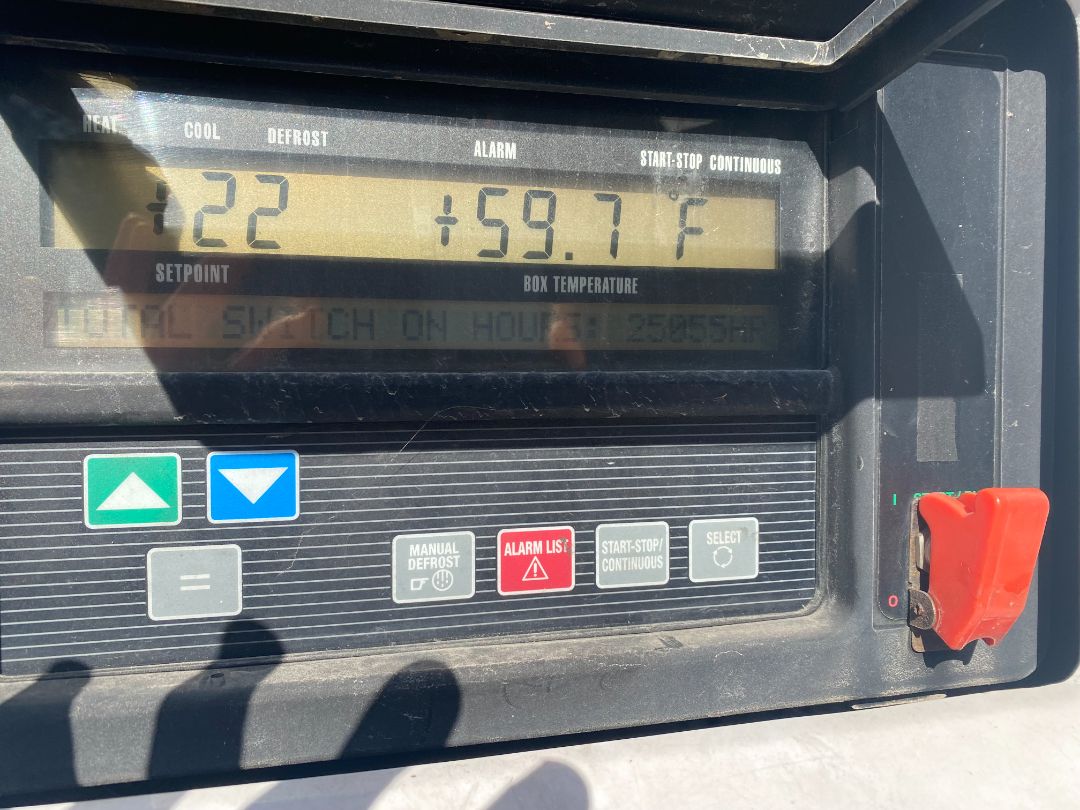 HEAT COOL DEFROST ALARM START-STOP CONTINUOUS
+22 +59.7 °F
SETPOINT BOX TEMPERATURE
TOTAL SWITCH ON HOURS: 25055HR
MANUAL
DEFROST
ALARM LIST
START-STOP/
CONTINUOUS
SELECT
=
I
0